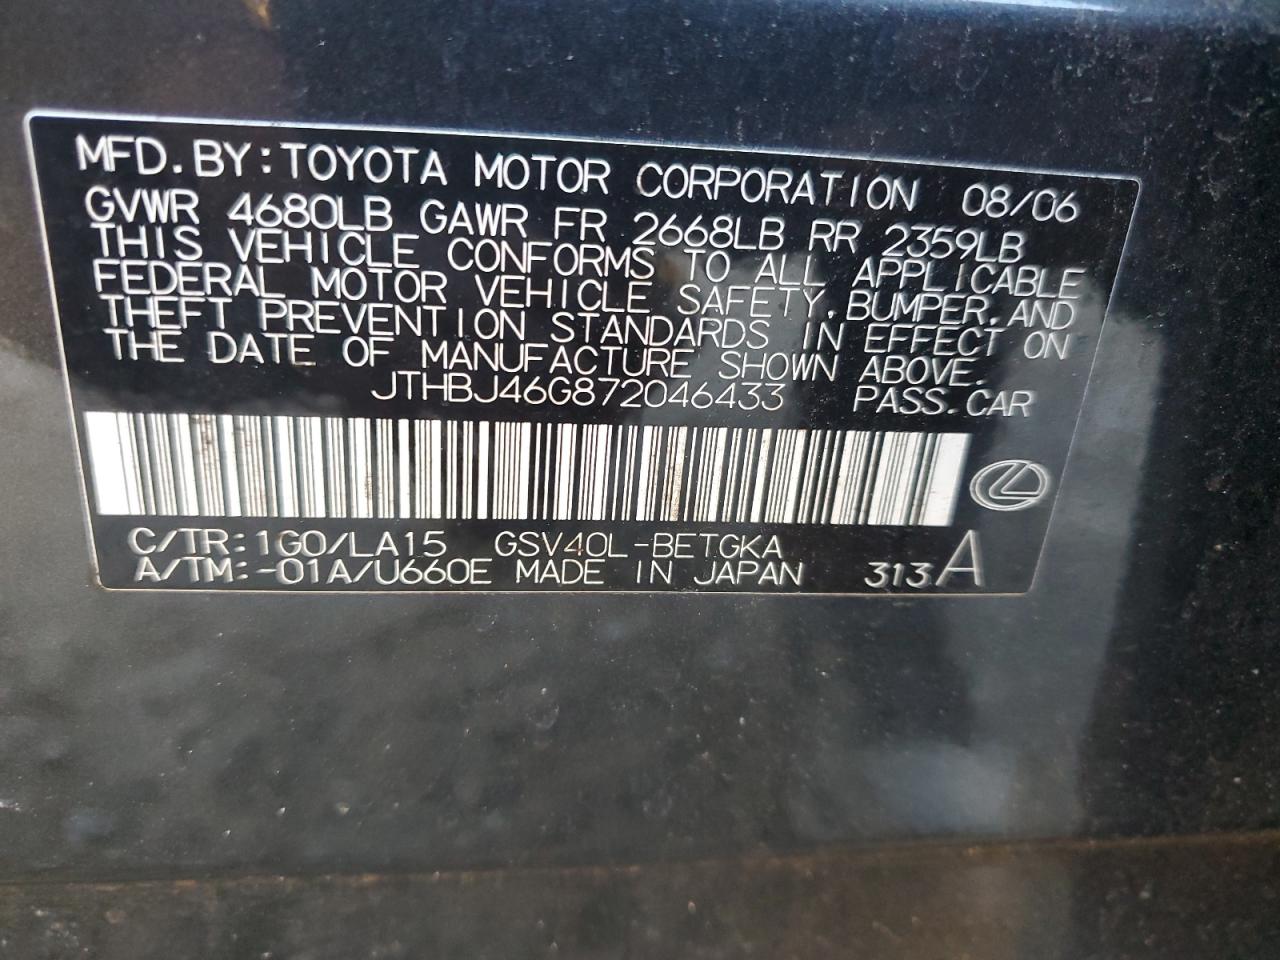 MFD.BY:TOYOTA MOTOR CORPORATION 08/06
GVWR 4680LB GAWR FR 2668LB RR 2359LB
THIS VEHICLE CONFORMS TO ALL APPLICABLE
FEDERAL MOTOR VEHICLE SAFETY,BUMPER,AND
THEFT PREVENTION STANDARDS IN EFFECT ON
THE DATE OF MANUFACTURE SHOWN ABOVE.
JTHBJ46G872046433 PASS.CAR
C/TR:1G0/LA15 GSV40L-BETGKA
A/TM:-01A/U660E MADE IN JAPAN 313A